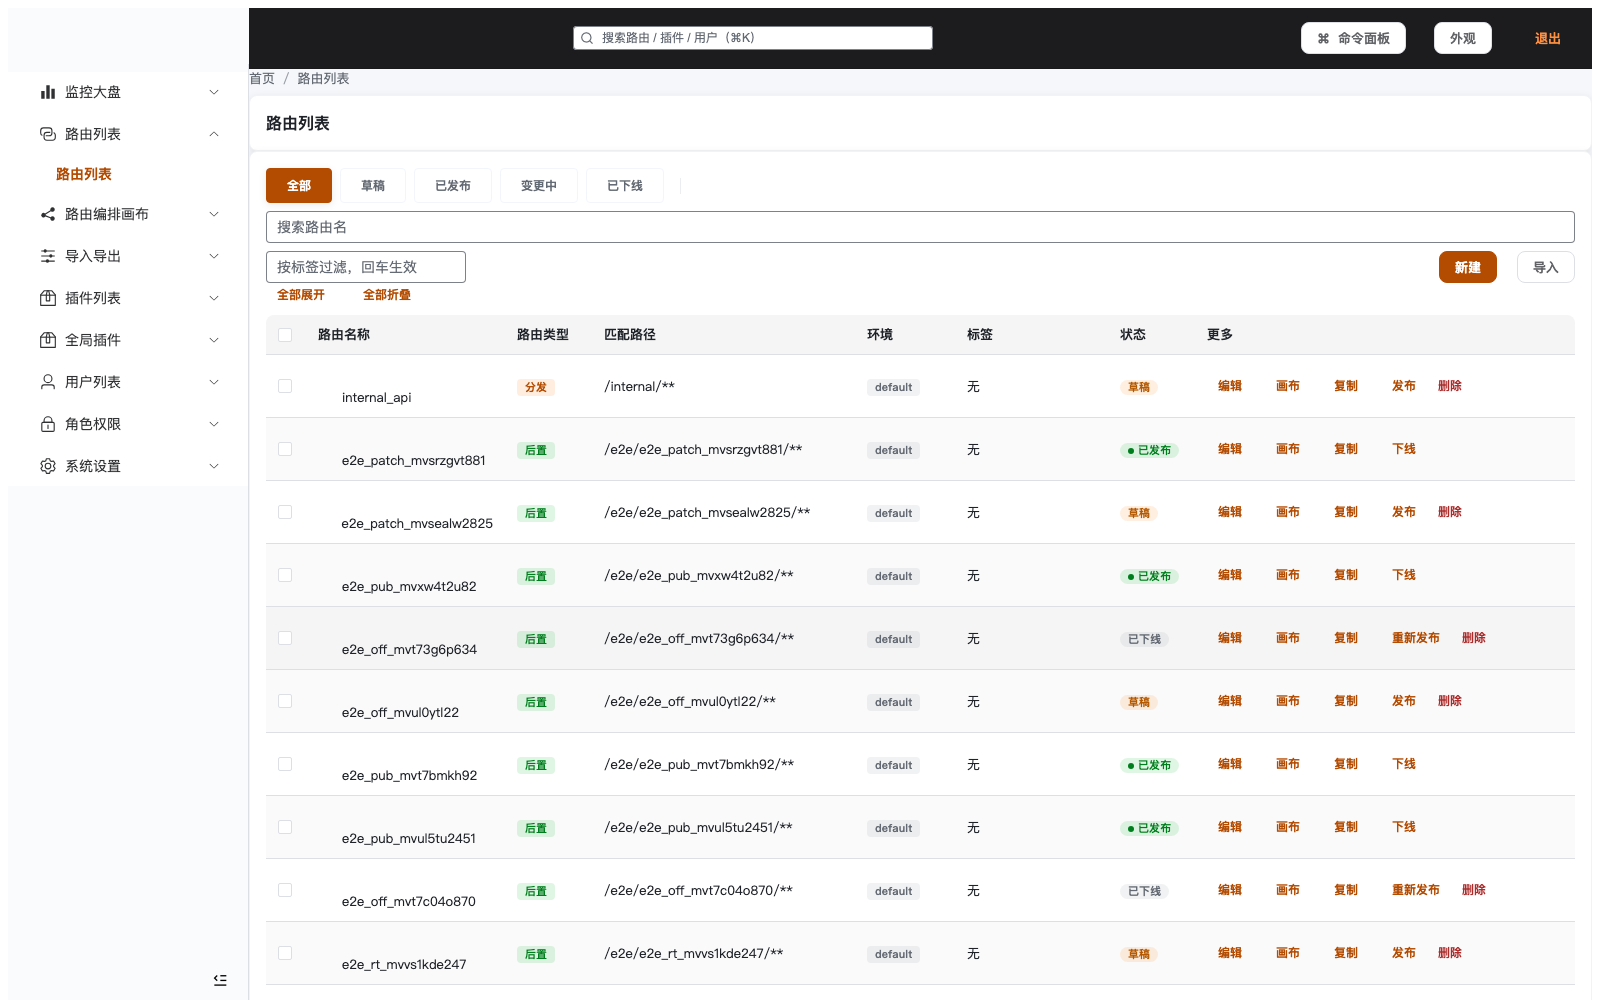 搜索路由 / 插件 / 用户（⌘K）
⌘ 命令面板
外观
退出
监控大盘
路由列表
路由列表
路由编排画布
导入导出
插件列表
全局插件
用户列表
角色权限
系统设置
首页 / 路由列表
路由列表
全部 草稿 已发布 变更中 已下线
搜索路由名
按标签过滤，回车生效
新建 导入
全部展开 全部折叠
路由名称 路由类型 匹配路径 环境 标签 状态 更多
internal_api 分发 /internal/** default 无 草稿 编辑 画布 复制 发布 删除
e2e_patch_mvsrzgvt881 后置 /e2e/e2e_patch_mvsrzgvt881/** default 无 已发布 编辑 画布 复制 下线
e2e_patch_mvsealw2825 后置 /e2e/e2e_patch_mvsealw2825/** default 无 草稿 编辑 画布 复制 发布 删除
e2e_pub_mvxw4t2u82 后置 /e2e/e2e_pub_mvxw4t2u82/** default 无 已发布 编辑 画布 复制 下线
e2e_off_mvt73g6p634 后置 /e2e/e2e_off_mvt73g6p634/** default 无 已下线 编辑 画布 复制 重新发布 删除
e2e_off_mvul0ytl22 后置 /e2e/e2e_off_mvul0ytl22/** default 无 草稿 编辑 画布 复制 发布 删除
e2e_pub_mvt7bmkh92 后置 /e2e/e2e_pub_mvt7bmkh92/** default 无 已发布 编辑 画布 复制 下线
e2e_pub_mvul5tu2451 后置 /e2e/e2e_pub_mvul5tu2451/** default 无 已发布 编辑 画布 复制 下线
e2e_off_mvt7c04o870 后置 /e2e/e2e_off_mvt7c04o870/** default 无 已下线 编辑 画布 复制 重新发布 删除
e2e_rt_mvvs1kde247 后置 /e2e/e2e_rt_mvvs1kde247/** default 无 草稿 编辑 画布 复制 发布 删除